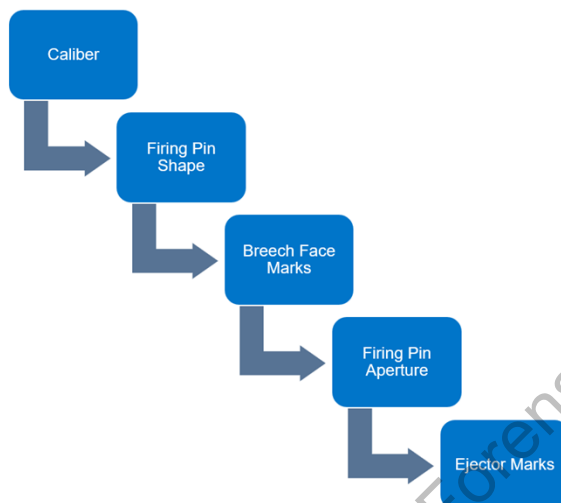 Caliber
Firing Pin
Shape
Breech Face
Marks
Firing Pin
Aperture
Ejector Marks